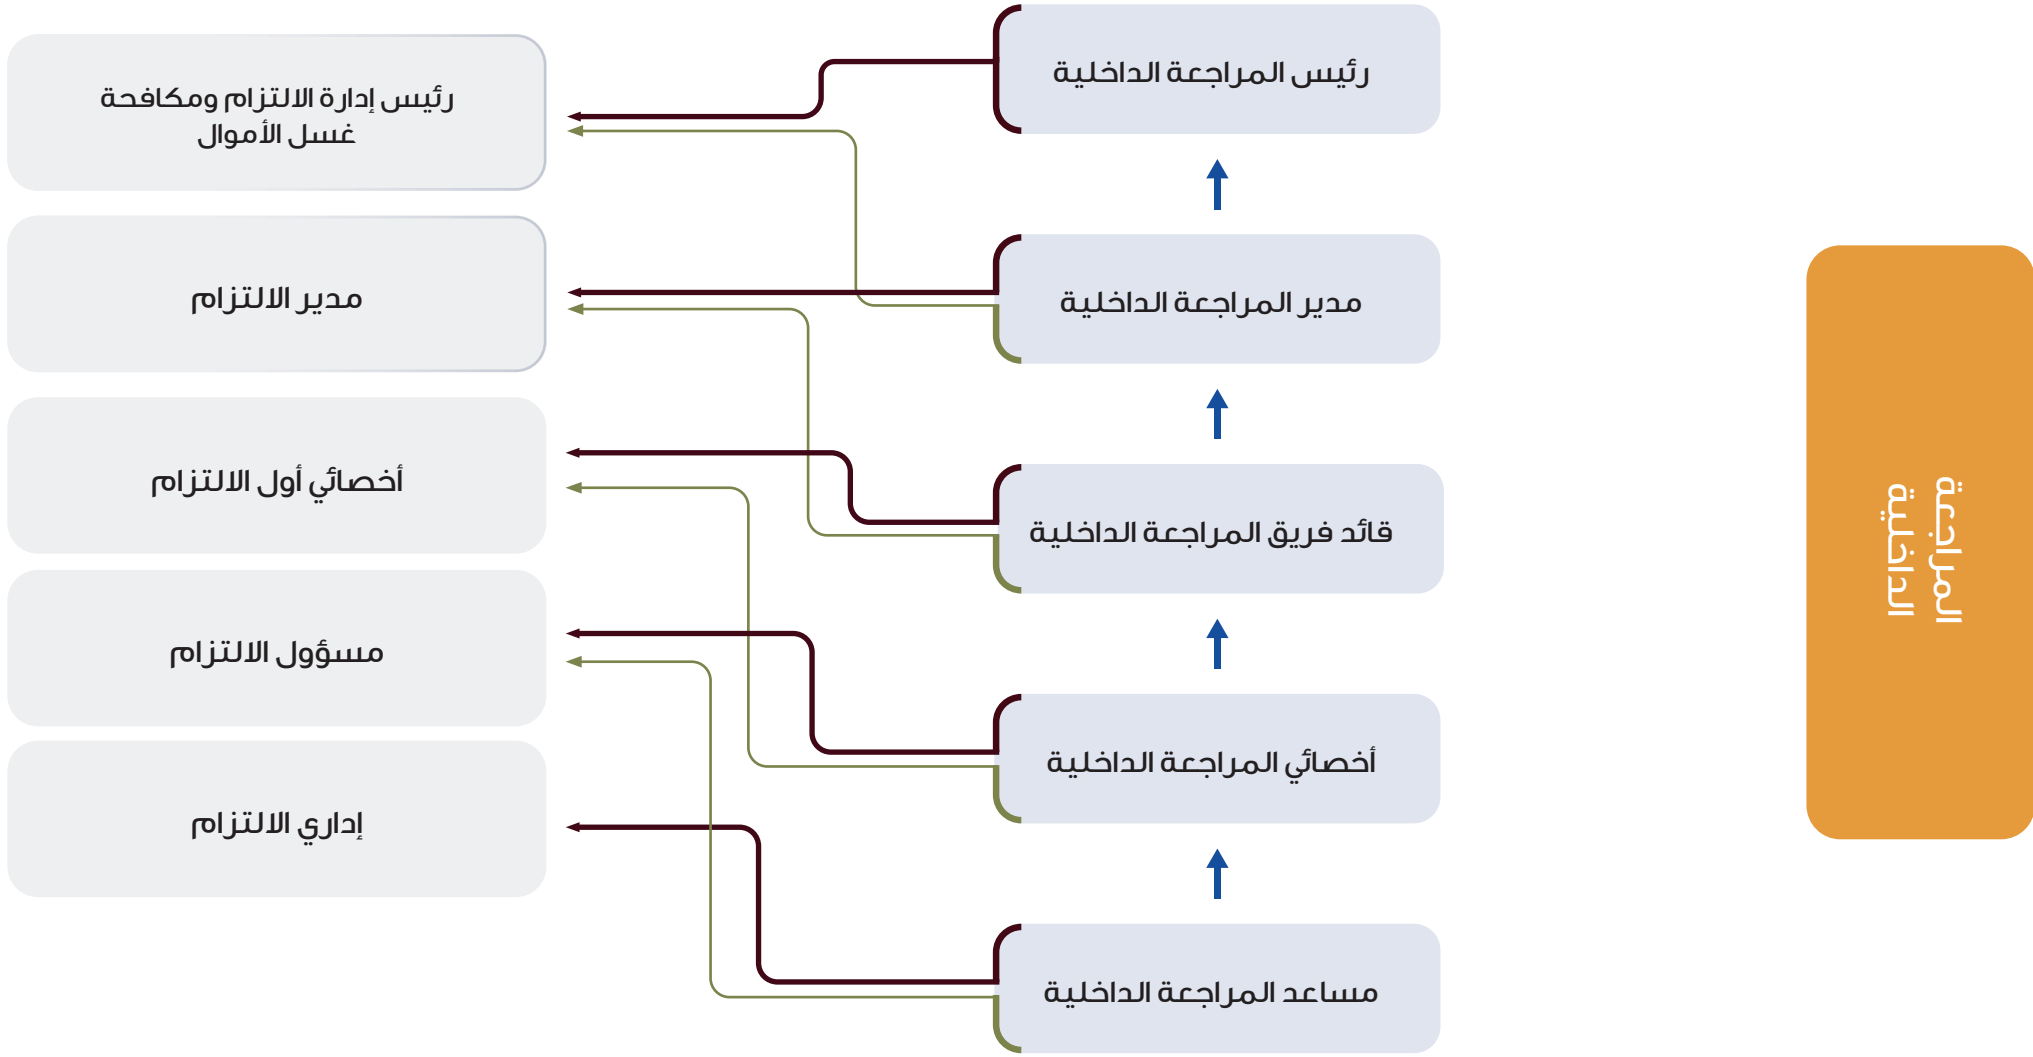 المراجعة
الداخلية
رئيس المراجعة الداخلية
مدير المراجعة الداخلية
قائد فريق المراجعة الداخلية
أخصائي المراجعة الداخلية
مساعد المراجعة الداخلية
رئيس إدارة الالتزام ومكافحة
غسل الأموال
مدير الالتزام
أخصائي أول الالتزام
مسؤول الالتزام
إداري الالتزام